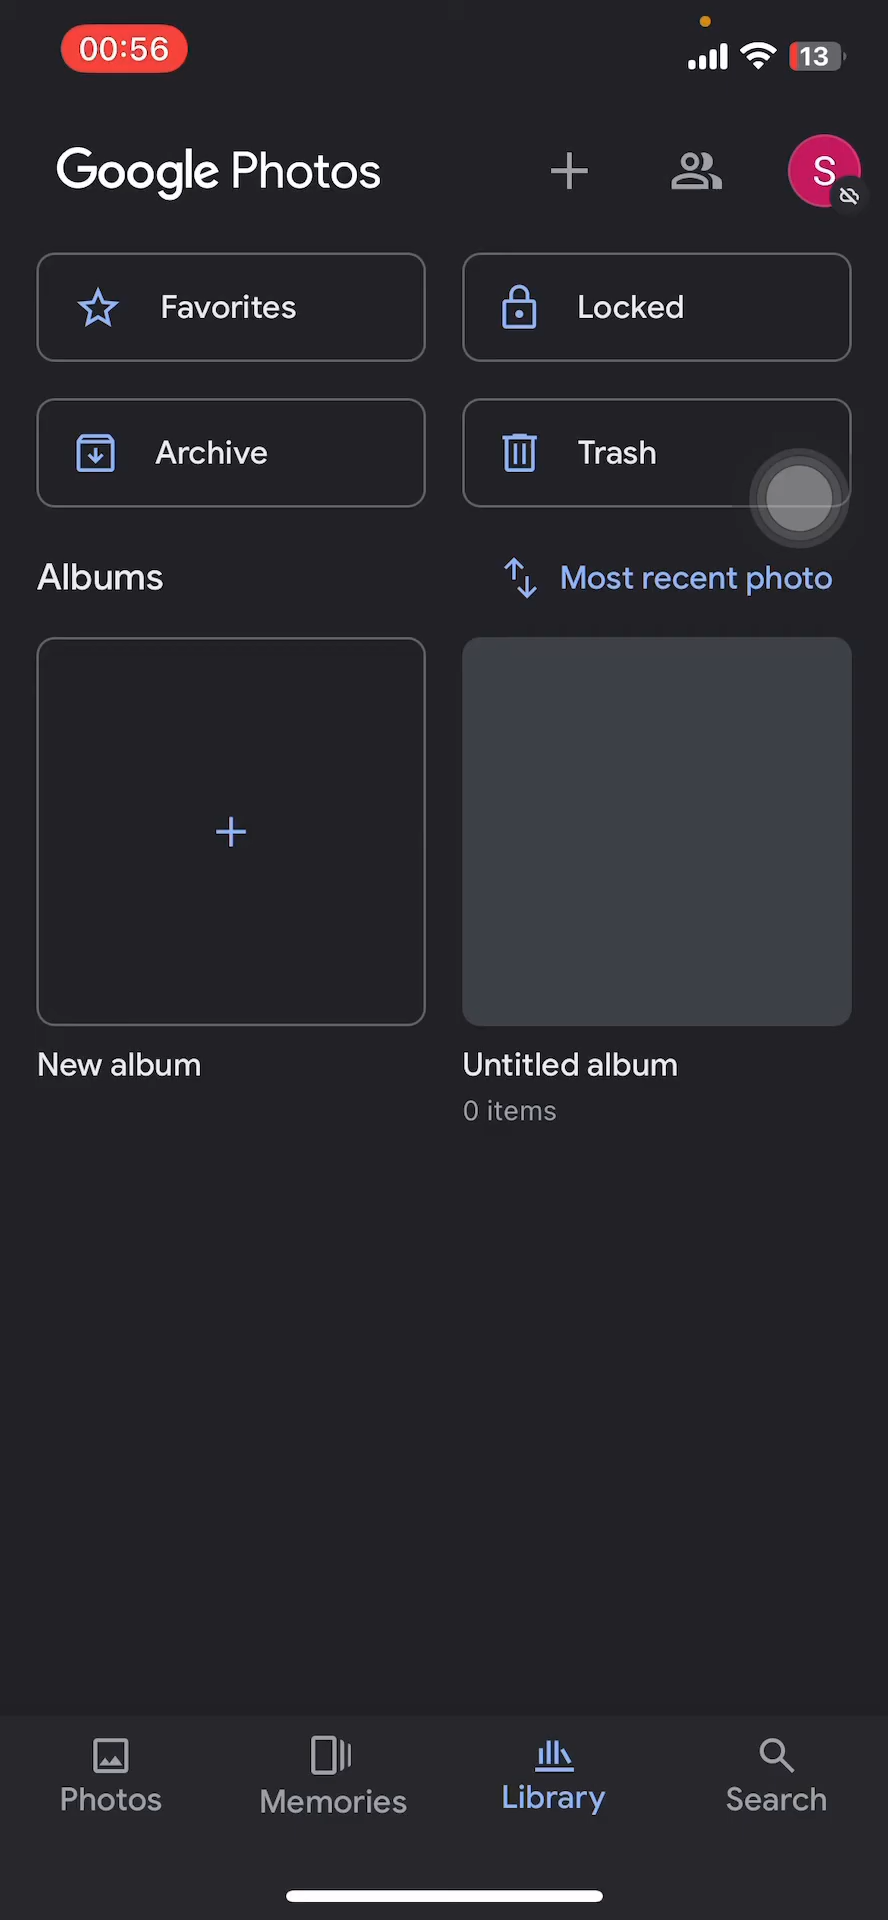 00:56
13
Google Photos
S
Favorites
Locked
Archive
Trash
Albums
Most recent photo
New album
Untitled album
0 items
Photos
Memories
Library
Search